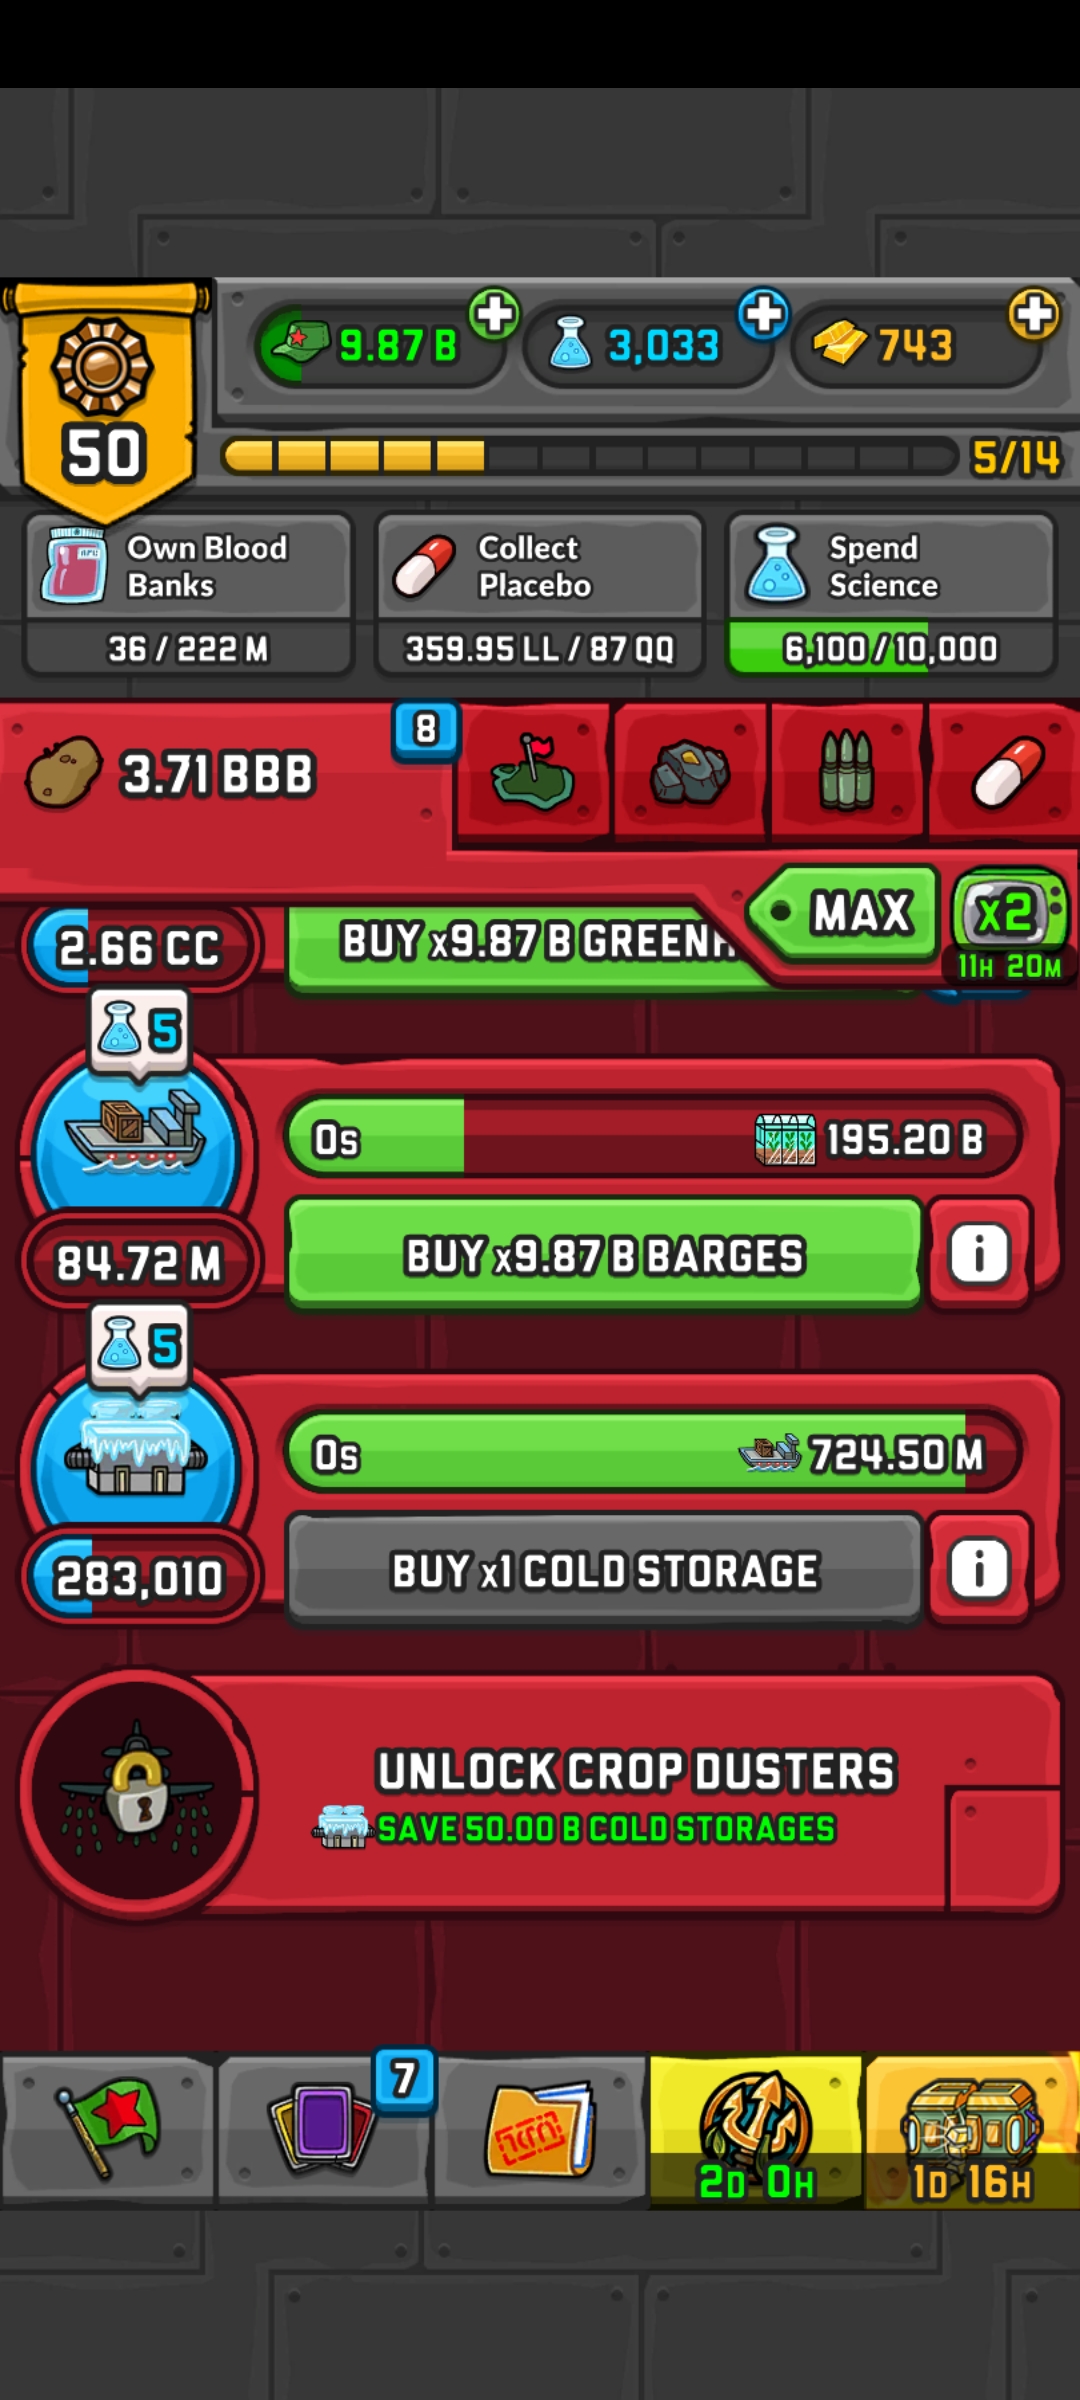 9.87 B
3,033
743
50
5/14
Own Blood
Banks
36 / 222 M
Collect
Placebo
359.95 LL / 87 QQ
Spend
Science
6,100 / 10,000
3.71 BBB
8
MAX
x2
11H 20M
2.66 CC
BUY x9.87 B GREENH
5
0s
195.20 B
84.72 M
BUY x9.87 B BARGES
i
5
0s
724.50 M
283,010
BUY x1 COLD STORAGE
i
UNLOCK CROP DUSTERS
SAVE 50.00 B COLD STORAGES
7
2D 0H
1D 16H